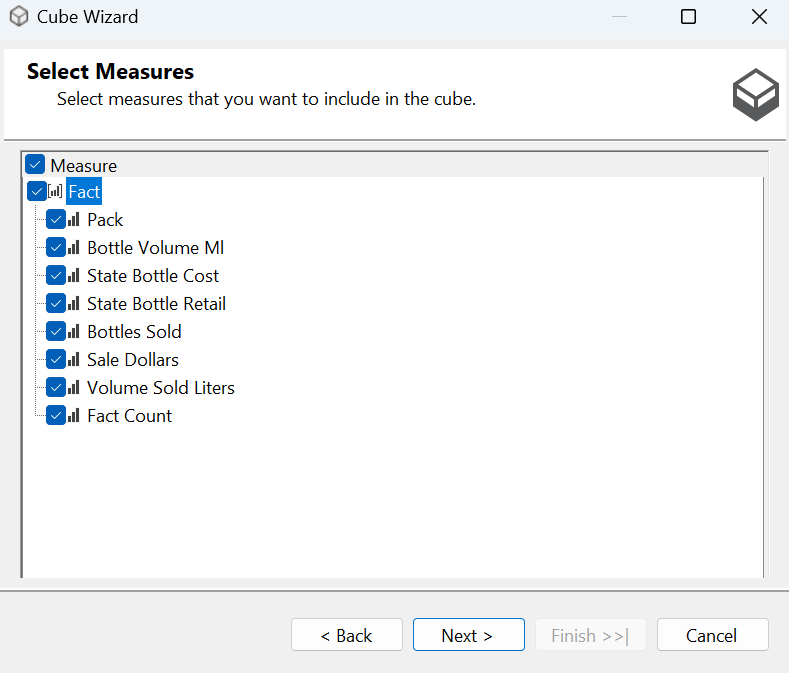 Cube Wizard
Select Measures
Select measures that you want to include in the cube.
Measure
Fact
Pack
Bottle Volume Ml
State Bottle Cost
State Bottle Retail
Bottles Sold
Sale Dollars
Volume Sold Liters
Fact Count
< Back Next > Finish >>| Cancel